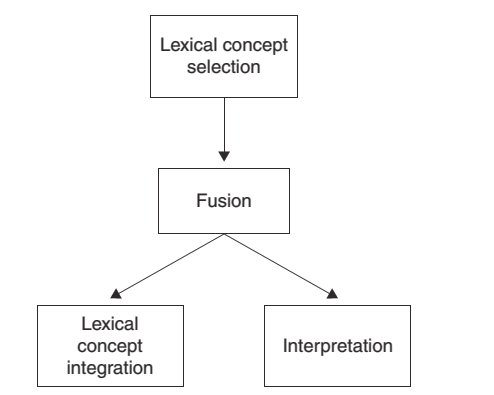 Lexical concept
selection
Fusion
Lexical
concept
integration
Interpretation